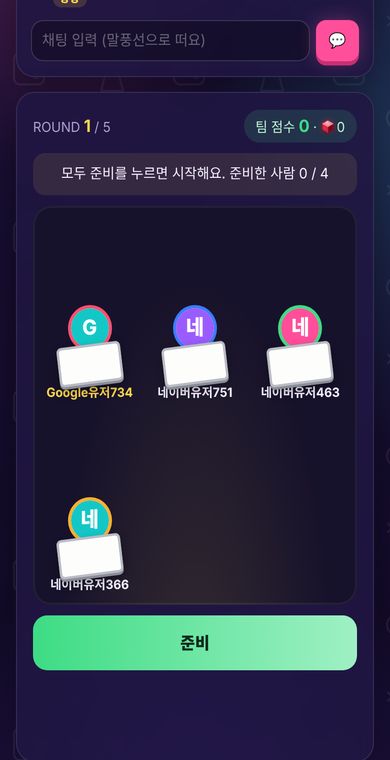 채팅 입력 (말풍선으로 떠요)
ROUND 1 / 5
팀 점수 0 · 0
모두 준비를 누르면 시작해요. 준비한 사람 0 / 4
G 네 네
Google유저734 네이버유저751 네이버유저463
네
네이버유저366
준비